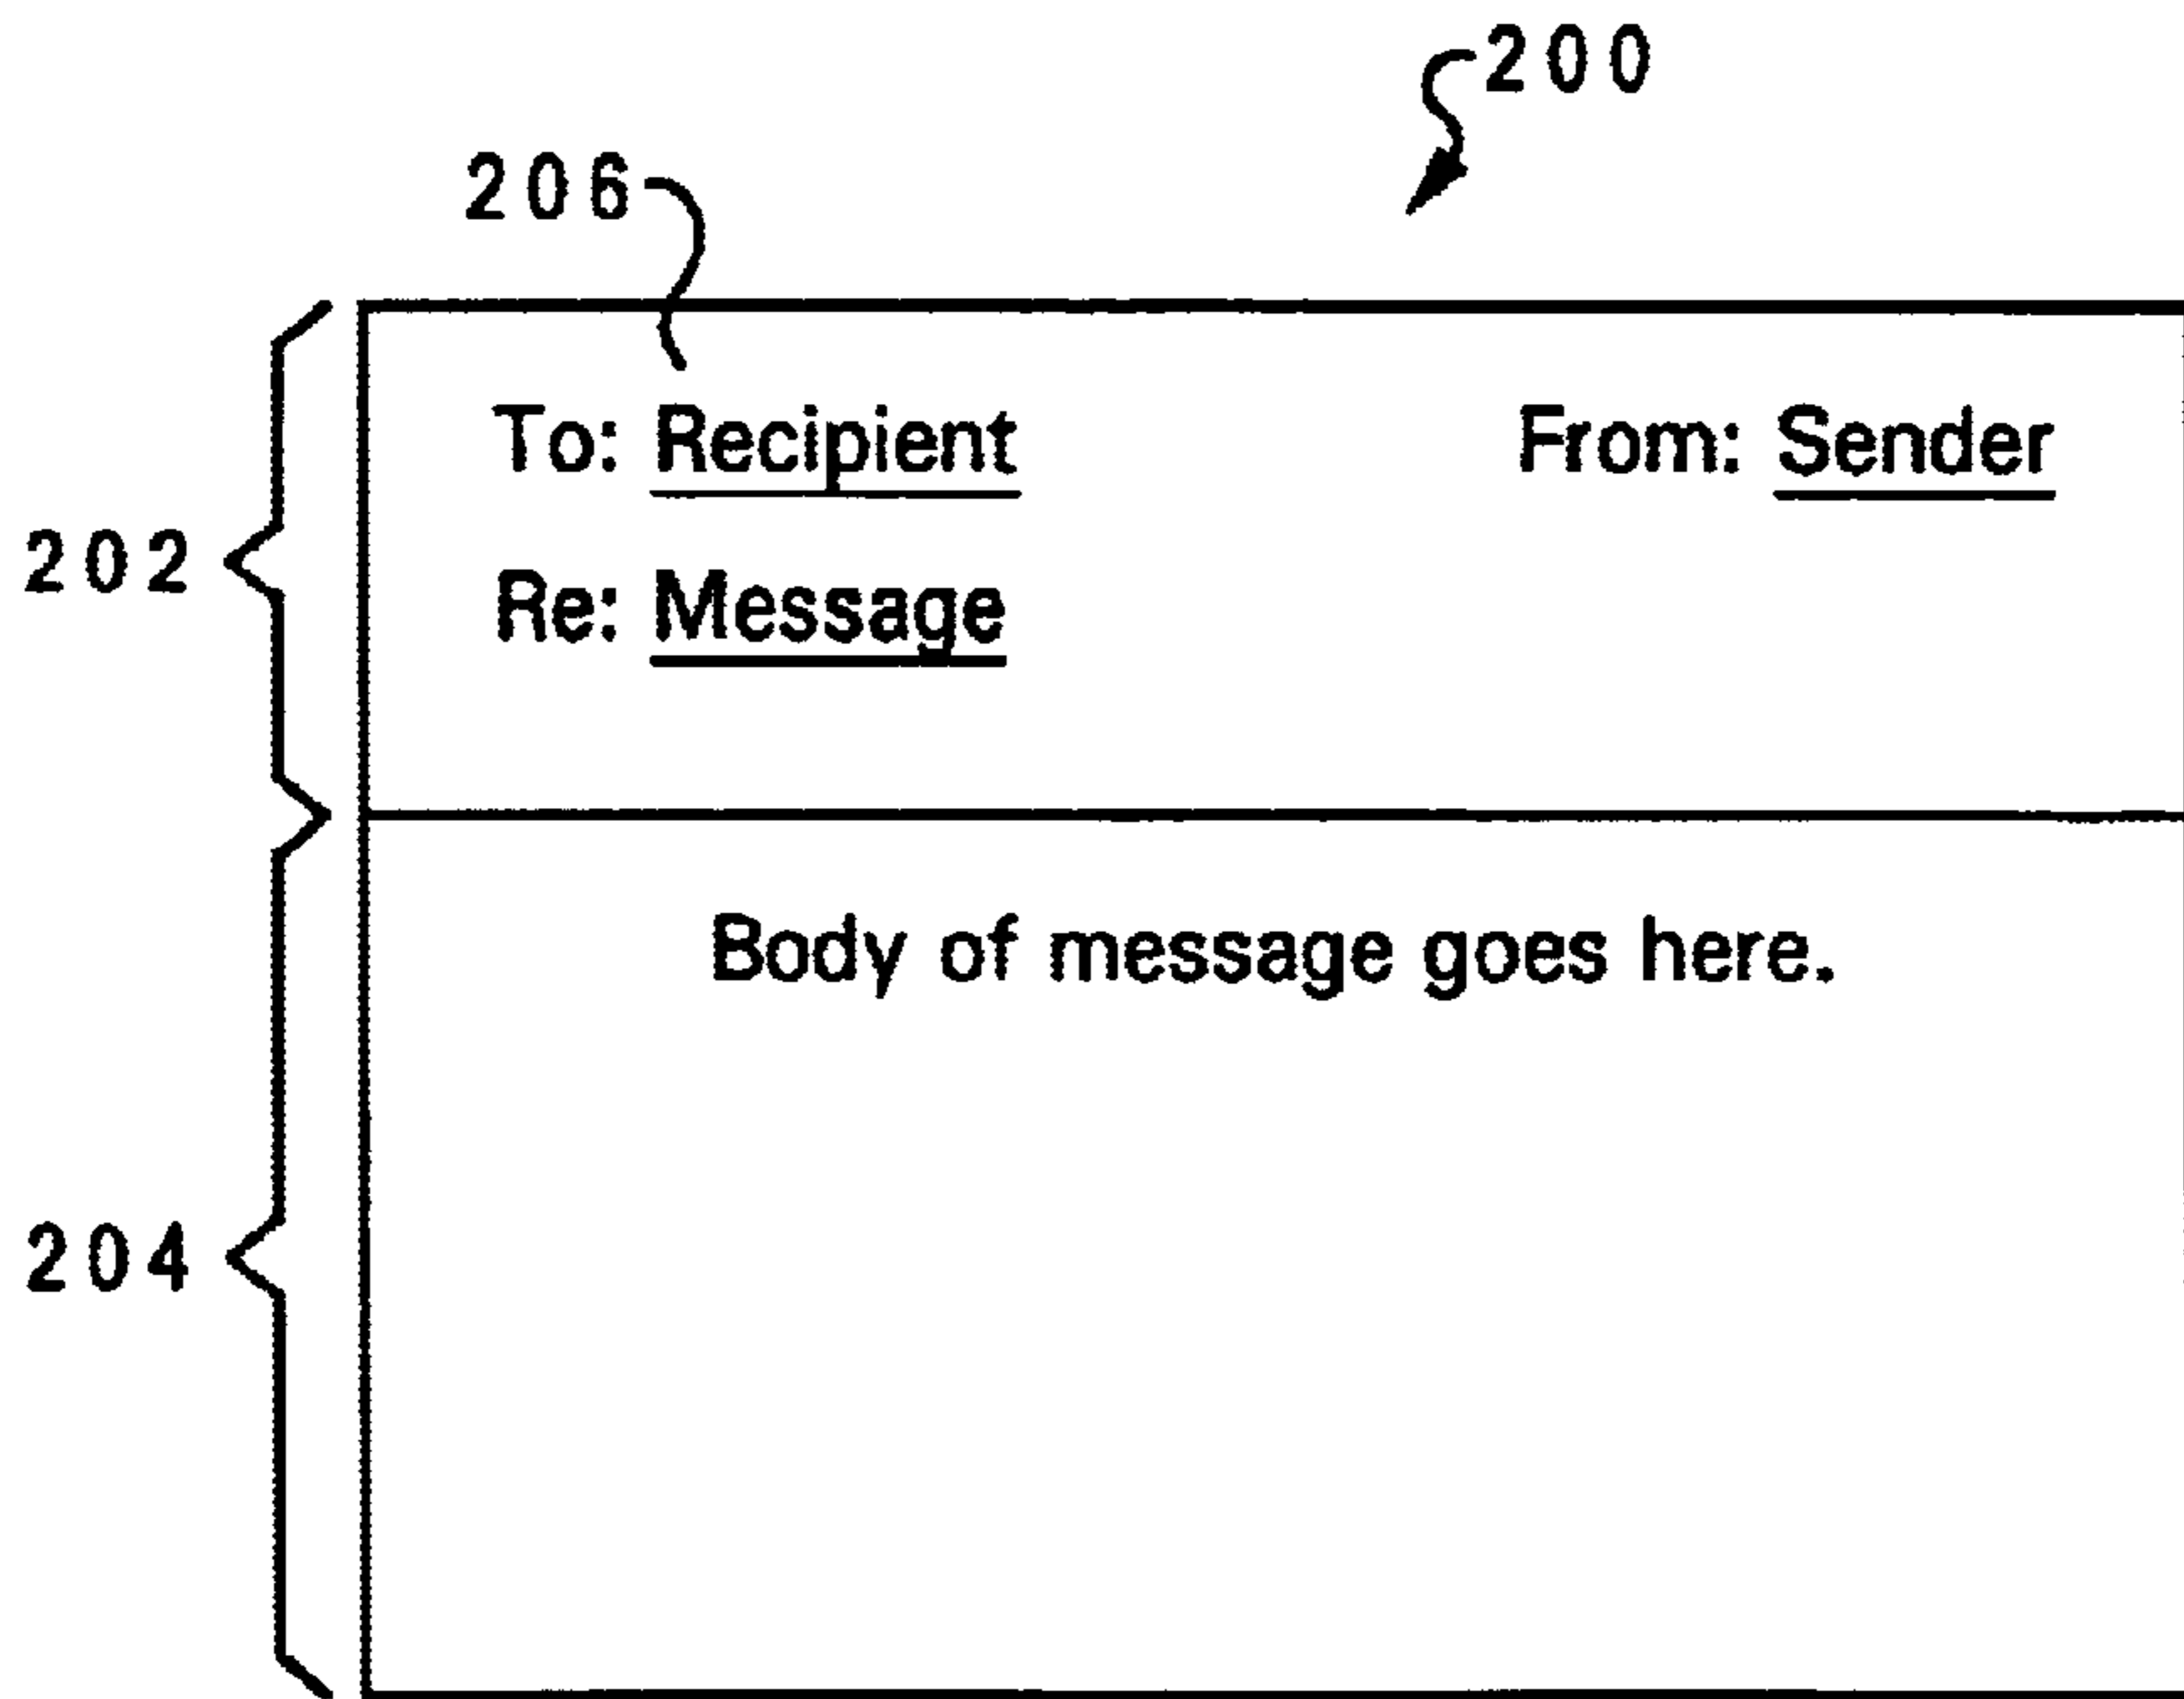 200
206
To: Recipient From: Sender
202
Re: Message
Body of message goes here.
204